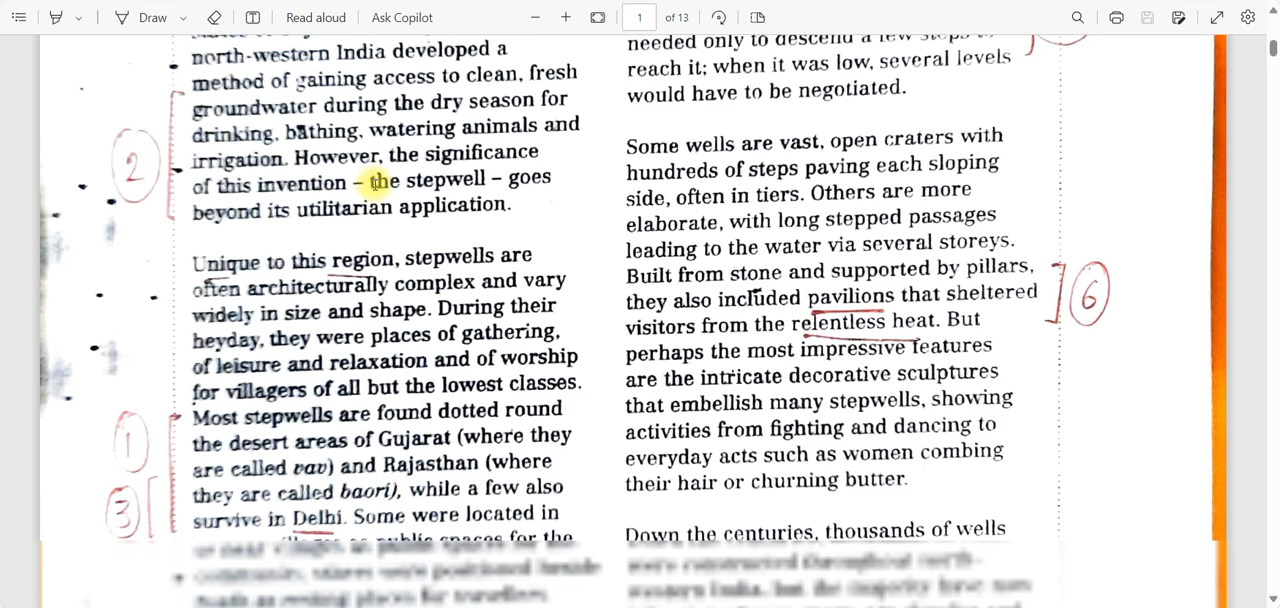 Draw
Read aloud
Ask Copilot
1
of 13
north-western India developed a
method of gaining access to clean, fresh
groundwater during the dry season for
drinking, bathing, watering animals and
irrigation. However, the significance
of this invention – the stepwell – goes
beyond its utilitarian application.
2
Unique to this region, stepwells are
often architecturally complex and vary
widely in size and shape. During their
heyday, they were places of gathering,
of leisure and relaxation and of worship
for villagers of all but the lowest classes.
Most stepwells are found dotted round
the desert areas of Gujarat (where they
are called vav) and Rajasthan (where
they are called baori), while a few also
survive in Delhi. Some were located in
public spaces for the
1
3
needed only to descend a few steps to
reach it; when it was low, several levels
would have to be negotiated.
Some wells are vast, open craters with
hundreds of steps paving each sloping
side, often in tiers. Others are more
elaborate, with long stepped passages
leading to the water via several storeys.
Built from stone and supported by pillars,
they also included pavilions that sheltered
visitors from the relentless heat. But
perhaps the most impressive features
are the intricate decorative sculptures
that embellish many stepwells, showing
activities from fighting and dancing to
everyday acts such as women combing
their hair or churning butter.
6
Down the centuries, thousands of wells